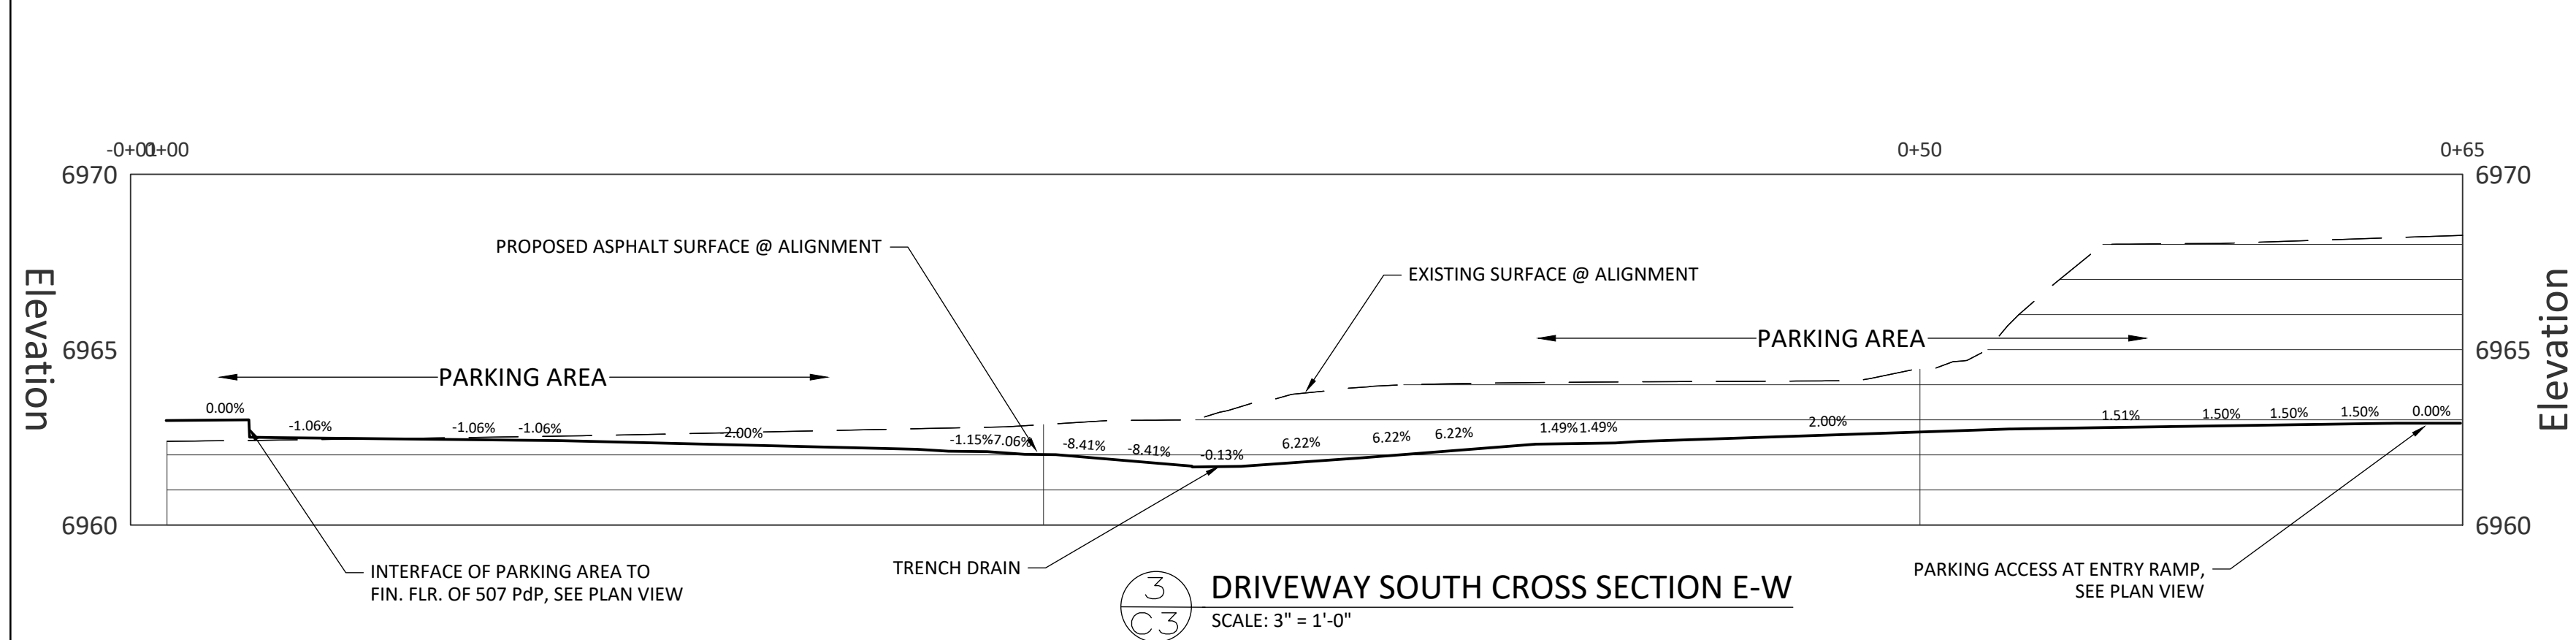 -0+01 0+00 0+50 0+65
6970 6970
PROPOSED ASPHALT SURFACE @ ALIGNMENT
EXISTING SURFACE @ ALIGNMENT
Elevation
Elevation
6965 6965
PARKING AREA
PARKING AREA
0.00% -1.06% -1.06% -1.06% -2.00% -1.15% 7.06% -8.41% -8.41% -0.13% 6.22% 6.22% 6.22% 1.49% 1.49% 2.00% 1.51% 1.50% 1.50% 1.50% 0.00%
6960 6960
INTERFACE OF PARKING AREA TO
FIN. FLR. OF 507 PdP, SEE PLAN VIEW
TRENCH DRAIN
PARKING ACCESS AT ENTRY RAMP,
SEE PLAN VIEW
3
C3
DRIVEWAY SOUTH CROSS SECTION E-W
SCALE: 3" = 1'-0"